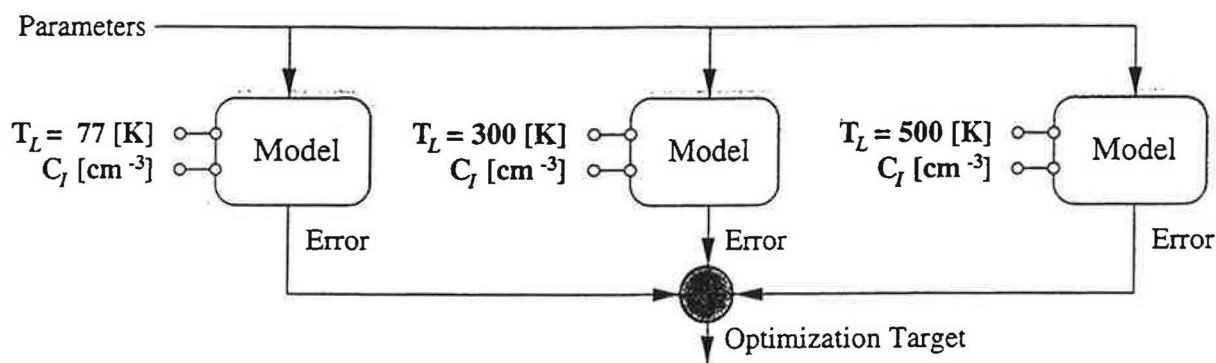 Parameters
T_L = 77 [K]
C_I [cm⁻³]
Model
Error
T_L = 300 [K]
C_I [cm⁻³]
Model
Error
T_L = 500 [K]
C_I [cm⁻³]
Model
Error
Optimization Target